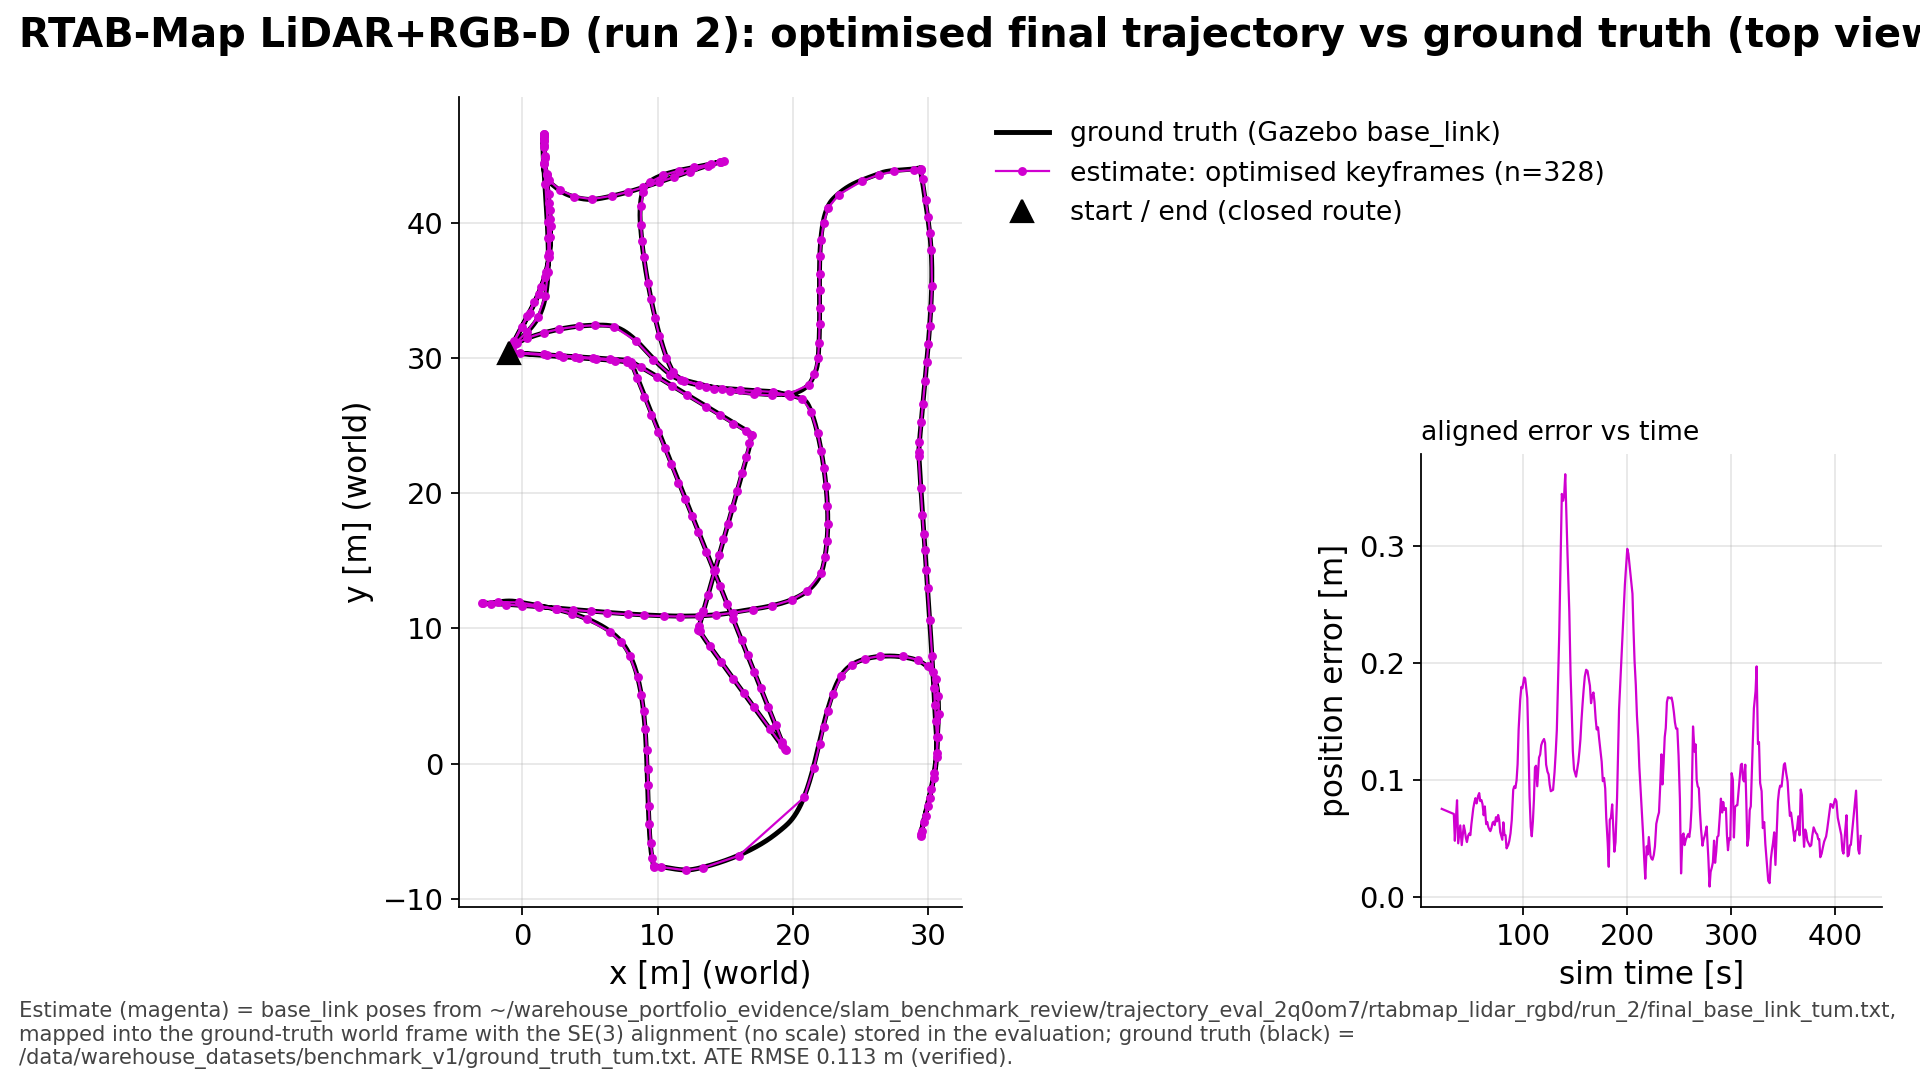 RTAB-Map LiDAR+RGB-D (run 2): optimised final trajectory vs ground truth (top view
ground truth (Gazebo base_link)
estimate: optimised keyframes (n=328)
start / end (closed route)
40
30
20
10
0
−10
y [m] (world)
0
10
20
30
x [m] (world)
aligned error vs time
0.3
0.2
0.1
0.0
position error [m]
100
200
300
400
sim time [s]
Estimate (magenta) = base_link poses from ~/warehouse_portfolio_evidence/slam_benchmark_review/trajectory_eval_2q0om7/rtabmap_lidar_rgbd/run_2/final_base_link_tum.txt,
mapped into the ground-truth world frame with the SE(3) alignment (no scale) stored in the evaluation; ground truth (black) =
/data/warehouse_datasets/benchmark_v1/ground_truth_tum.txt. ATE RMSE 0.113 m (verified).